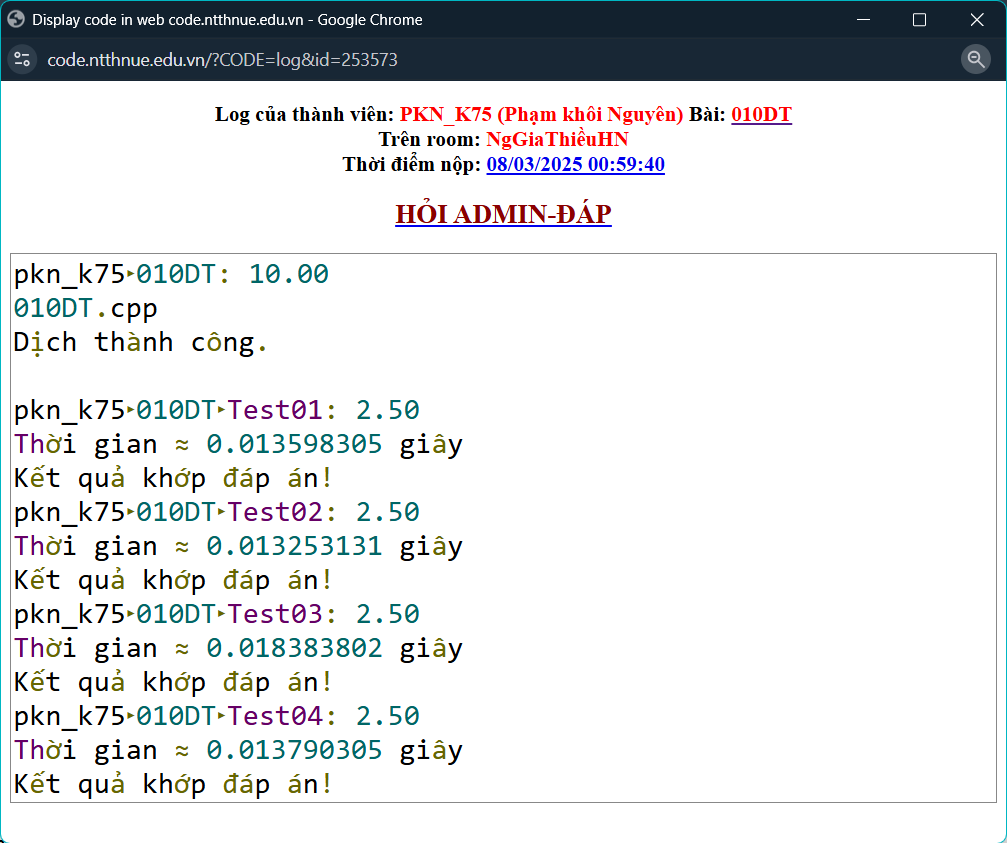 Display code in web code.ntthnue.edu.vn - Google Chrome
code.ntthnue.edu.vn/?CODE=log&id=253573
Log của thành viên: PKN_K75 (Phạm khôi Nguyên) Bài: 010DT
Trên room: NgGiaThiềuHN
Thời điểm nộp: 08/03/2025 00:59:40
HỎI ADMIN-ĐÁP
pkn_k75‣010DT: 10.00
010DT.cpp
Dịch thành công.
pkn_k75‣010DT‣Test01: 2.50
Thời gian ≈ 0.013598305 giây
Kết quả khớp đáp án!
pkn_k75‣010DT‣Test02: 2.50
Thời gian ≈ 0.013253131 giây
Kết quả khớp đáp án!
pkn_k75‣010DT‣Test03: 2.50
Thời gian ≈ 0.018383802 giây
Kết quả khớp đáp án!
pkn_k75‣010DT‣Test04: 2.50
Thời gian ≈ 0.013790305 giây
Kết quả khớp đáp án!